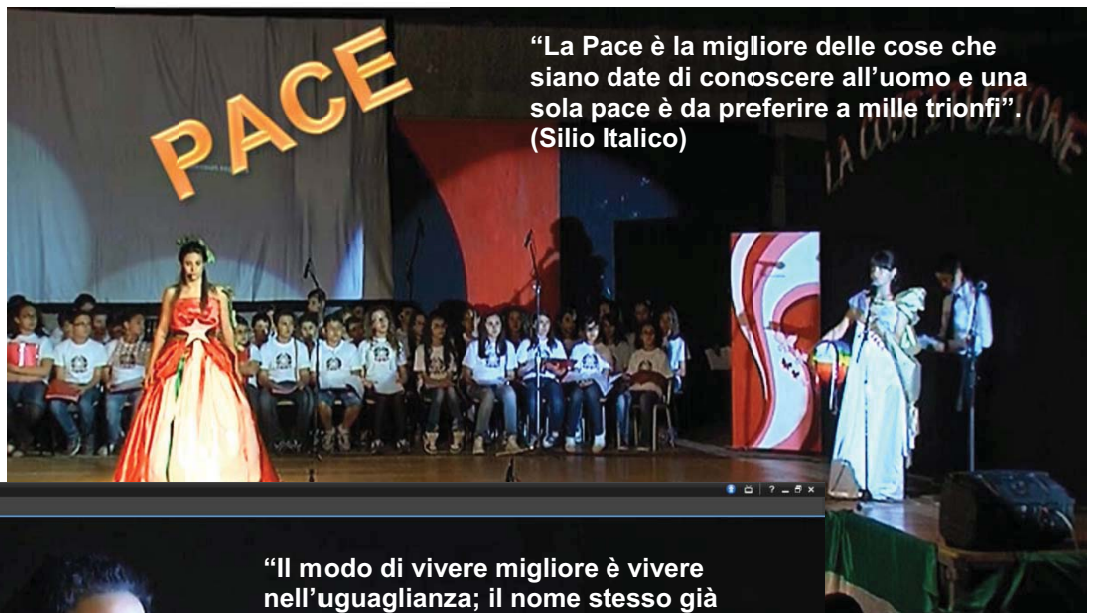 PACE
“La Pace è la migliore delle cose che
siano date di conoscere all’uomo e una
sola pace è da preferire a mille trionfi”.
(Silio Italico)
LA COSTITUZIONE
“Il modo di vivere migliore è vivere
nell’uguaglianza; il nome stesso già